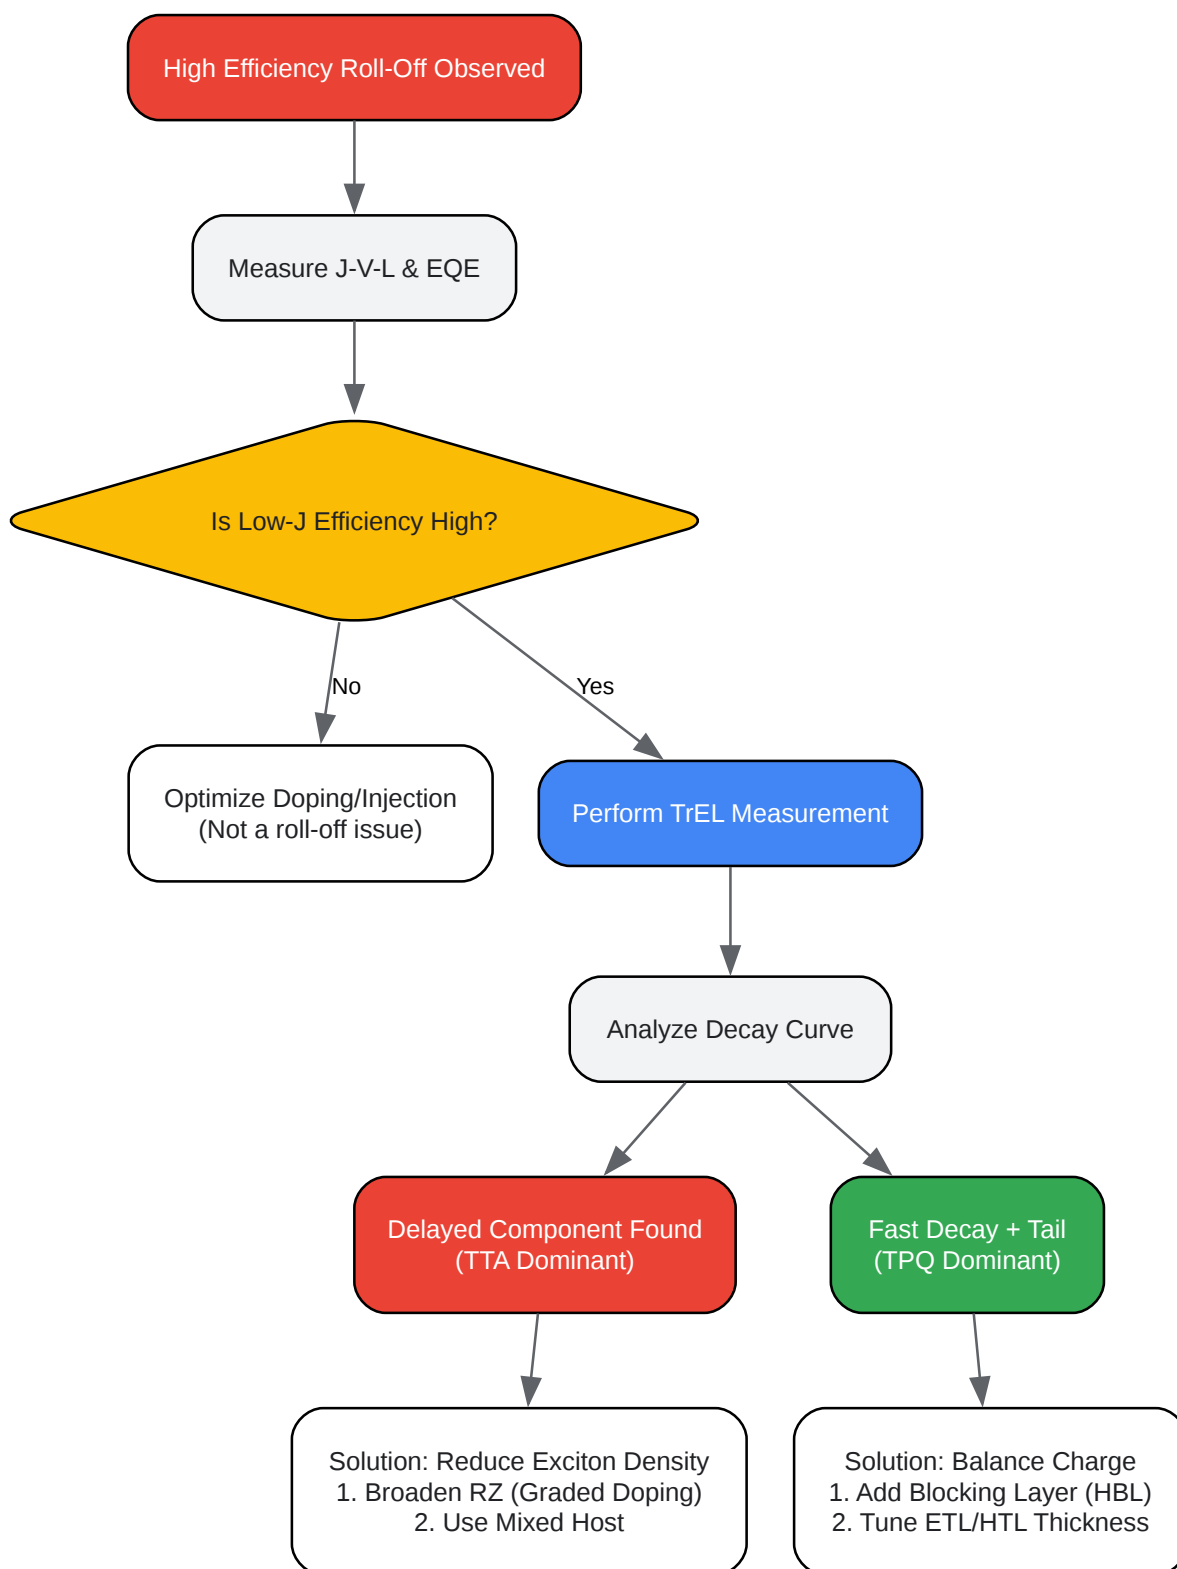 High Efficiency Roll-Off Observed
Measure J-V-L & EQE
Is Low-J Efficiency High?
No
Yes
Optimize Doping/Injection
(Not a roll-off issue)
Perform TrEL Measurement
Analyze Decay Curve
Delayed Component Found
(TTA Dominant)
Fast Decay + Tail
(TPQ Dominant)
Solution: Reduce Exciton Density
1. Broaden RZ (Graded Doping)
2. Use Mixed Host
Solution: Balance Charge
1. Add Blocking Layer (HBL)
2. Tune ETL/HTL Thickness